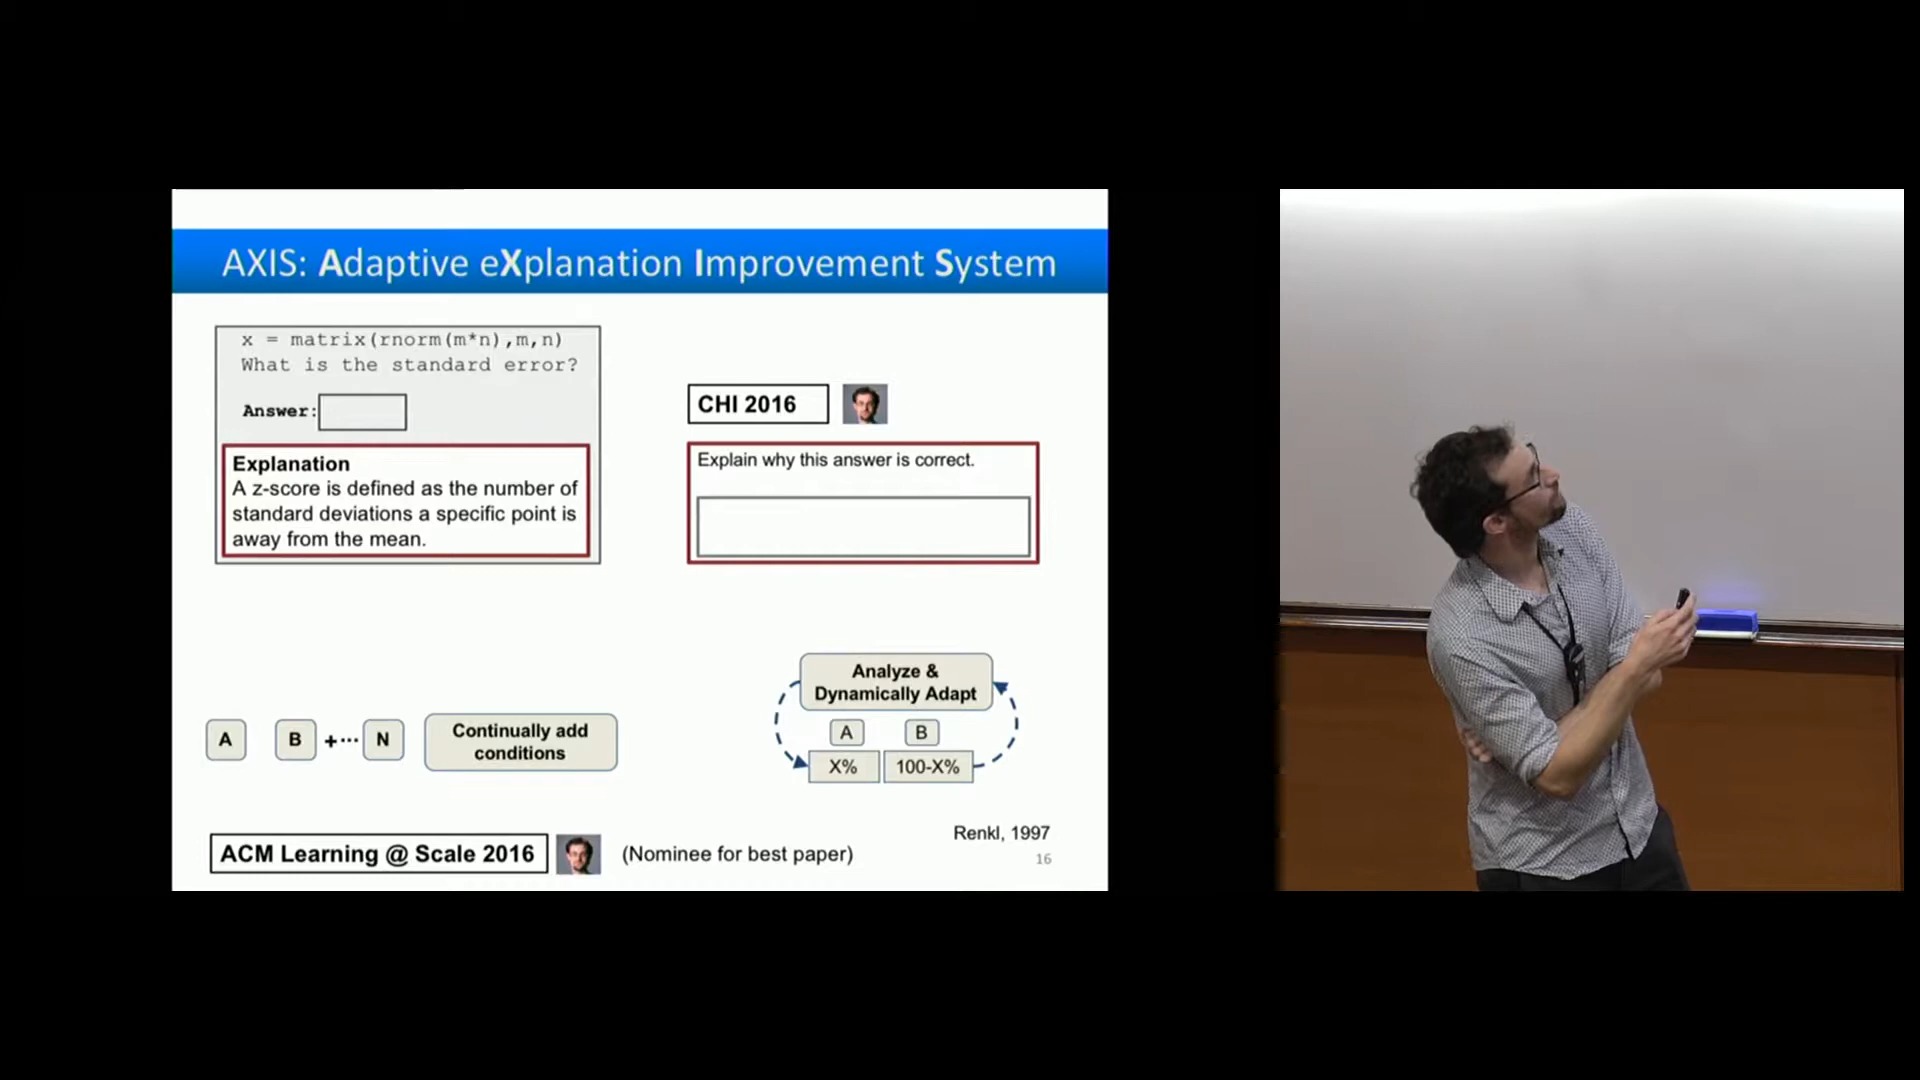 AXIS: Adaptive eXplanation Improvement System
x = matrix(rnorm(m*n),m,n)
What is the standard error?
Answer:
Explanation
A z-score is defined as the number of
standard deviations a specific point is
away from the mean.
CHI 2016
Explain why this answer is correct.
A B +··· N
Continually add
conditions
Analyze &
Dynamically Adapt
A B
X% 100-X%
ACM Learning @ Scale 2016
(Nominee for best paper)
Renkl, 1997
16